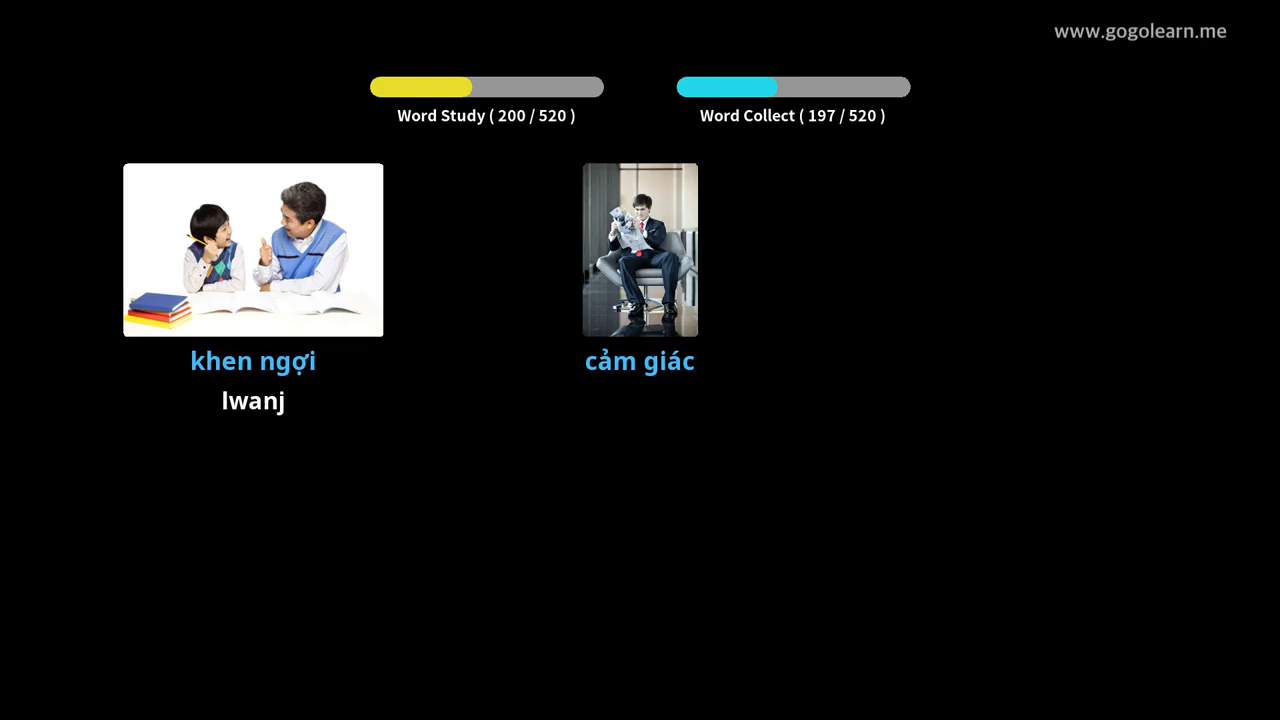 www.gogolearn.me
Word Study ( 200 / 520 )
Word Collect ( 197 / 520 )
khen ngợi
cảm giác
lwanj